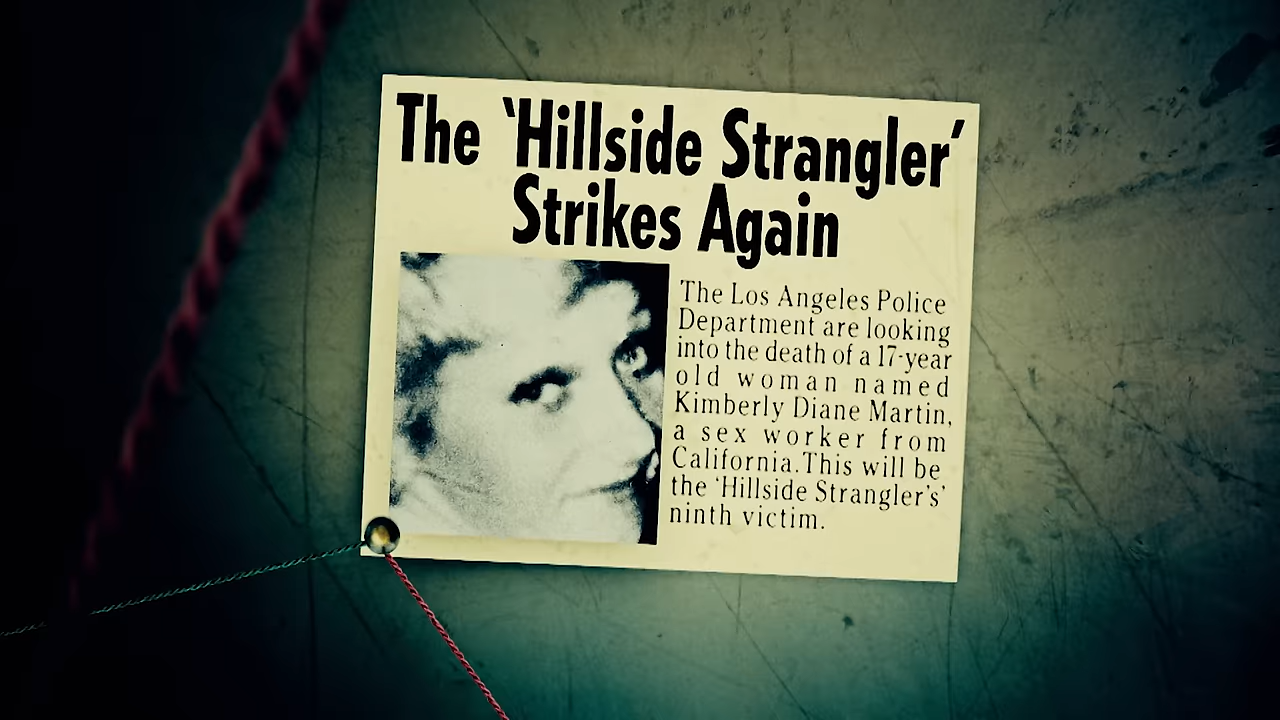 The 'Hillside Strangler'
Strikes Again
The Los Angeles Police
Department are looking
into the death of a 17-year
old woman named
Kimberly Diane Martin,
a sex worker from
California. This will be
the 'Hillside Strangler's'
ninth victim.